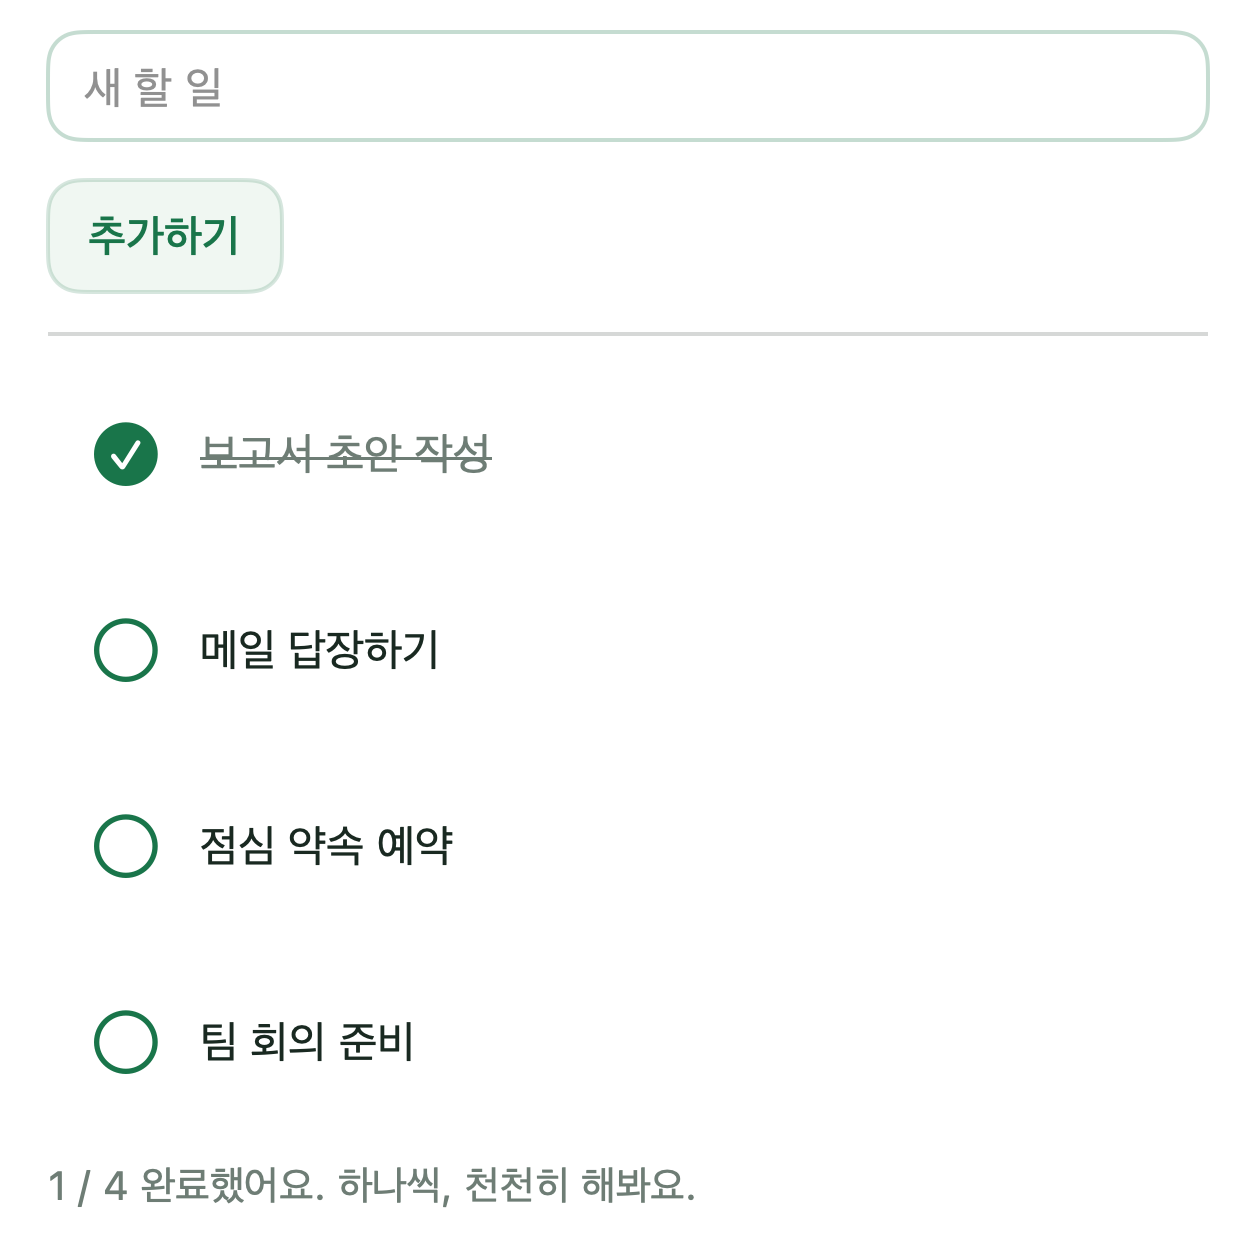 새 할 일
추가하기
보고서 초안 작성
메일 답장하기
점심 약속 예약
팀 회의 준비
1 / 4 완료했어요. 하나씩, 천천히 해봐요.